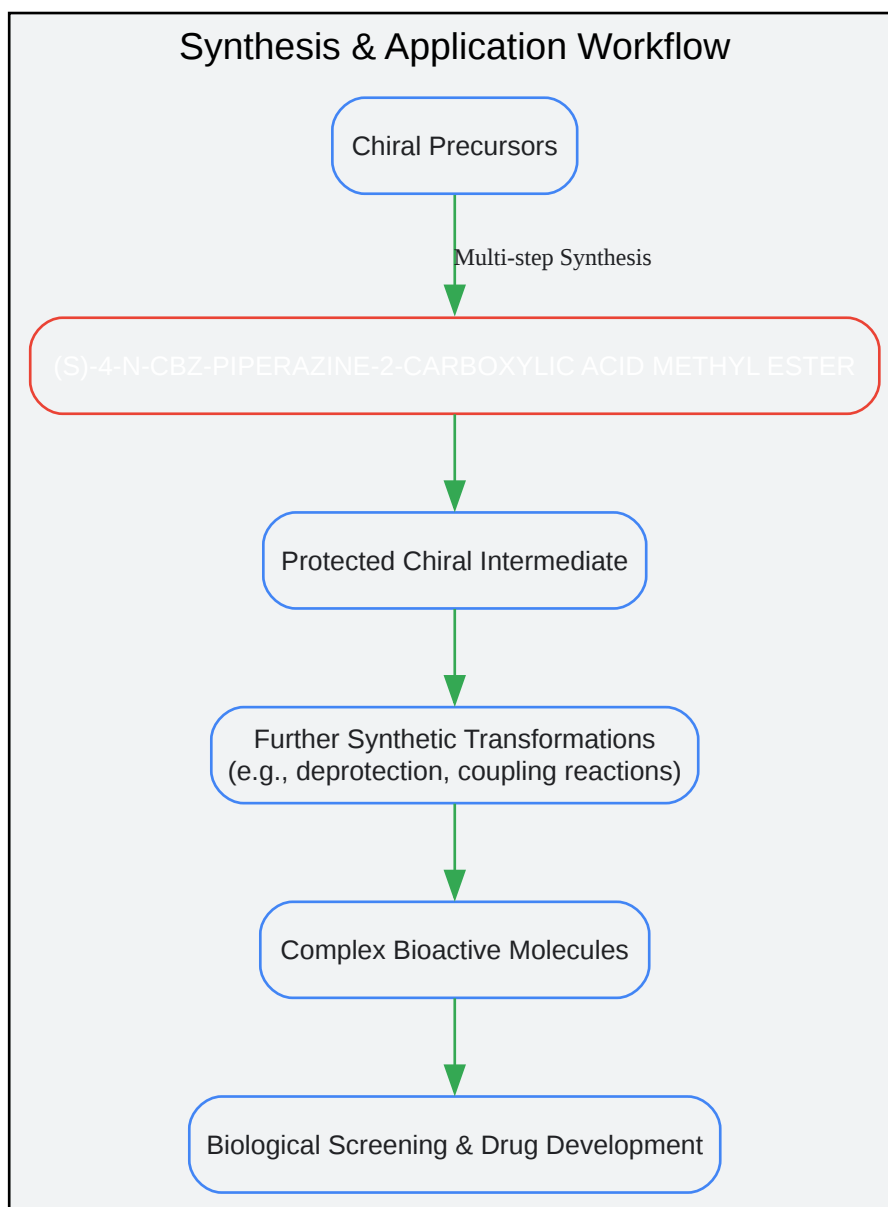 Synthesis & Application Workflow
Chiral Precursors
Multi-step Synthesis
(S)-4-N-CBZ-PIPERAZINE-2-CARBOXYLIC ACID METHYL ESTER
Protected Chiral Intermediate
Further Synthetic Transformations
(e.g., deprotection, coupling reactions)
Complex Bioactive Molecules
Biological Screening & Drug Development